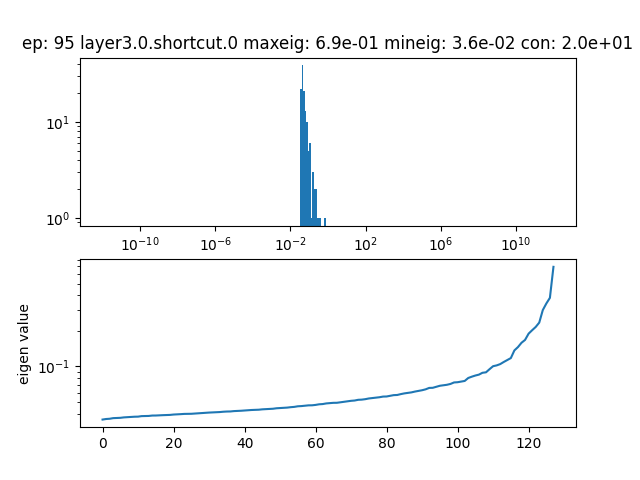 ep: 95 layer3.0.shortcut.0 maxeig: 6.9e-01 mineig: 3.6e-02 con: 2.0e+01
10¹
10⁰
10⁻¹⁰ 10⁻⁶ 10⁻² 10² 10⁶ 10¹⁰
eigen value
10⁻¹
0 20 40 60 80 100 120